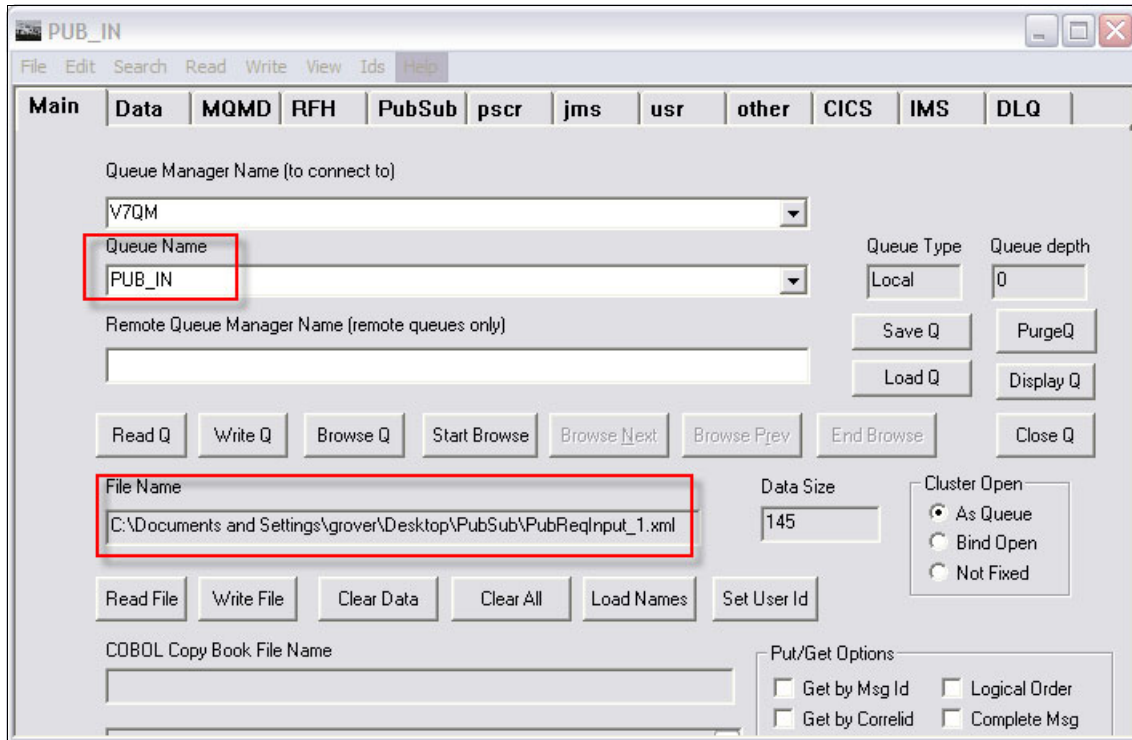 PUB_IN
File Edit Search Read Write View Ids Help
Main Data MQMD RFH PubSub pscr jms usr other CICS IMS DLQ
Queue Manager Name (to connect to)
V7QM
Queue Name Queue Type Queue depth
PUB_IN Local 0
Remote Queue Manager Name (remote queues only)
Save Q PurgeQ
Load Q Display Q
Read Q Write Q Browse Q Start Browse Browse Next Browse Prev End Browse Close Q
File Name Data Size Cluster Open
C:\Documents and Settings\grover\Desktop\PubSub\PubReqInput_1.xml 145 As Queue
Bind Open
Not Fixed
Read File Write File Clear Data Clear All Load Names Set User Id
COBOL Copy Book File Name Put/Get Options
Get by Msg Id Logical Order
Get by Correlid Complete Msg